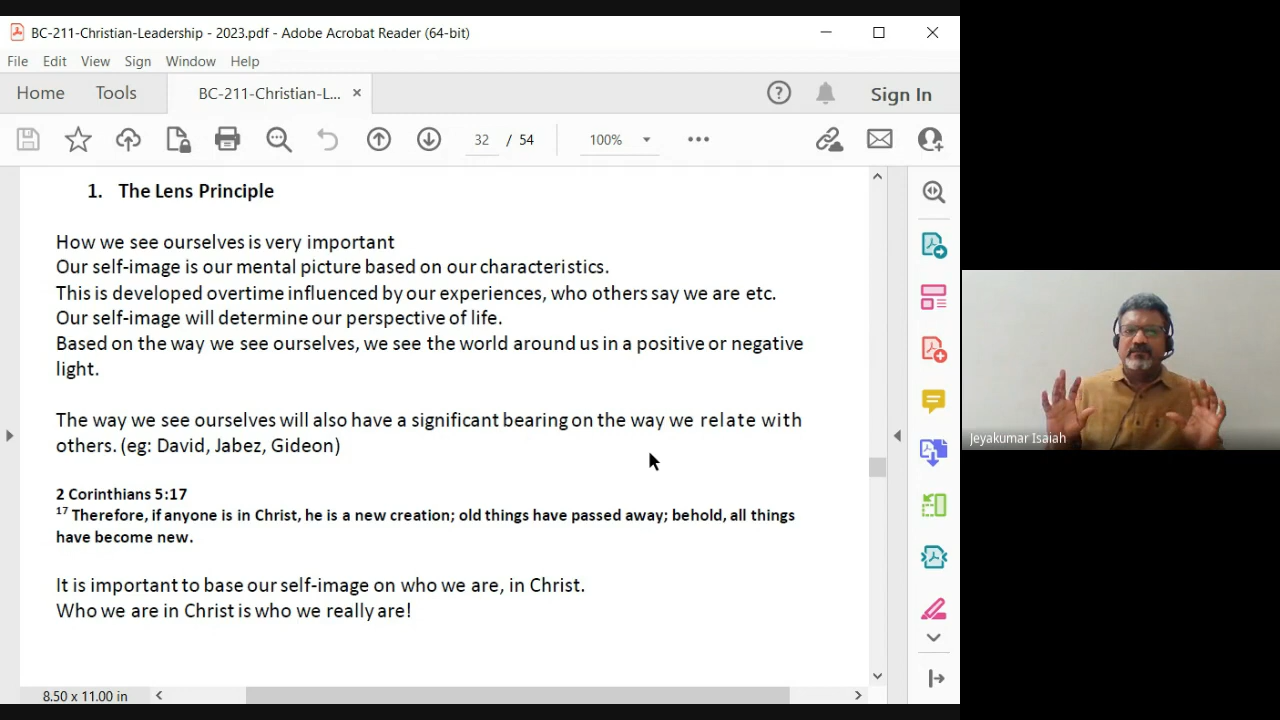 BC-211-Christian-Leadership - 2023.pdf - Adobe Acrobat Reader (64-bit)
File Edit View Sign Window Help
Home Tools BC-211-Christian-L... Sign In
32 / 54 100%
1. The Lens Principle
How we see ourselves is very important
Our self-image is our mental picture based on our characteristics.
This is developed overtime influenced by our experiences, who others say we are etc.
Our self-image will determine our perspective of life.
Based on the way we see ourselves, we see the world around us in a positive or negative
light.
The way we see ourselves will also have a significant bearing on the way we relate with
others. (eg: David, Jabez, Gideon)
2 Corinthians 5:17
17 Therefore, if anyone is in Christ, he is a new creation; old things have passed away; behold, all things
have become new.
It is important to base our self-image on who we are, in Christ.
Who we are in Christ is who we really are!
8.50 x 11.00 in
Jeyakumar Isaiah